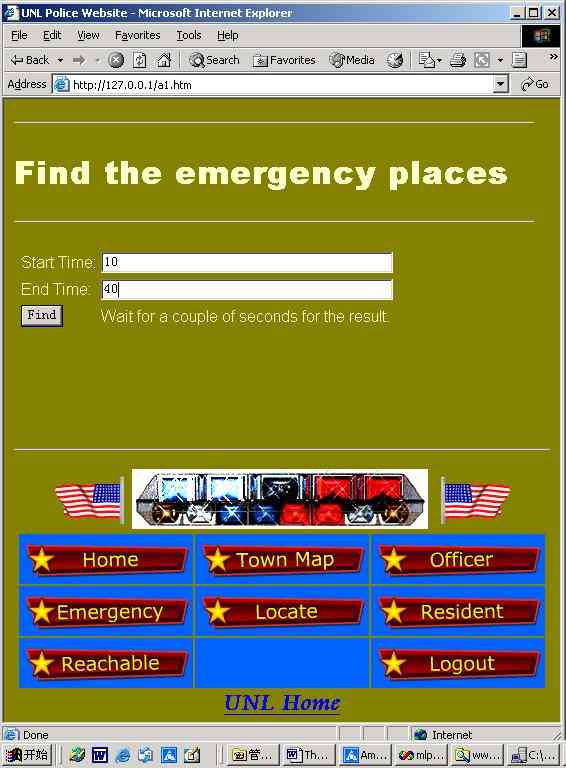 UNL Police Website - Microsoft Internet Explorer
File Edit View Favorites Tools Help
Back Search Favorites Media »
Address http://127.0.0.1/a1.htm Go
Find the emergency places
Start Time: 10
End Time: 40
Find Wait for a couple of seconds for the result.
Home Town Map Officer
Emergency Locate Resident
Reachable Logout
UNL Home
Done Internet
开始 » 管... Th... Am... mlp... ww... C:\...